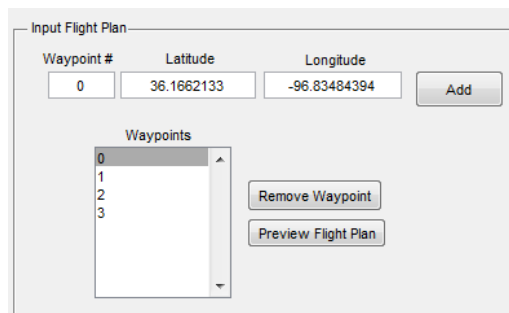 Input Flight Plan
Waypoint # Latitude Longitude
0 36.1662133 -96.83484394 Add
Waypoints
0
1
2
3
Remove Waypoint
Preview Flight Plan